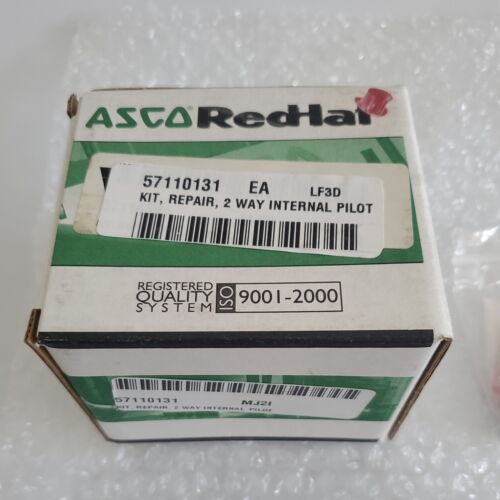 ASCO RedHat
57110131 EA LF3D
KIT, REPAIR, 2 WAY INTERNAL PILOT
REGISTERED
QUALITY
SYSTEM
ISO 9001-2000
57110131 MJ2I
KIT, REPAIR, 2 WAY INTERNAL PILOT